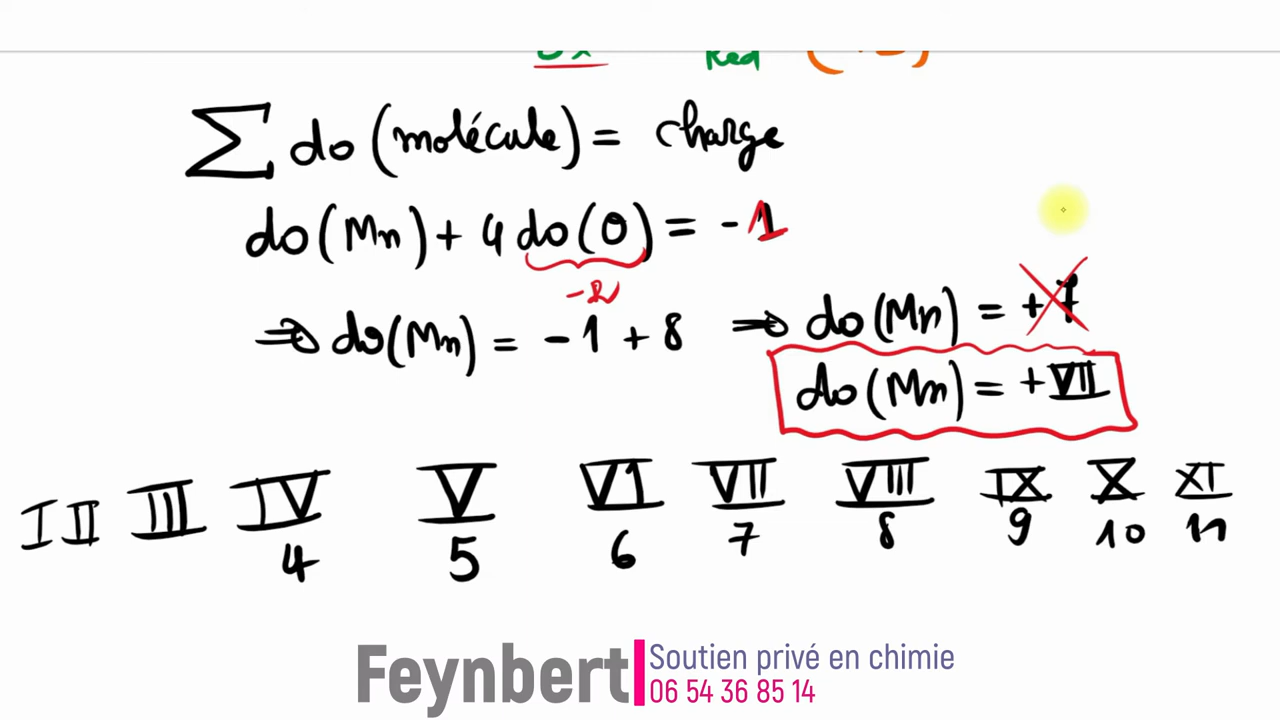 Ox Red
∑ do (molécule) = charge
do(Mn) + 4 do(O) = -1
-2
⇒ do(Mn) = -1 + 8 ⇒ do(Mn) = +7
do(Mn) = +VII
I II III IV V VI VII VIII IX X XI
4 5 6 7 8 9 10 11
Feynbert
Soutien privé en chimie
06 54 36 85 14